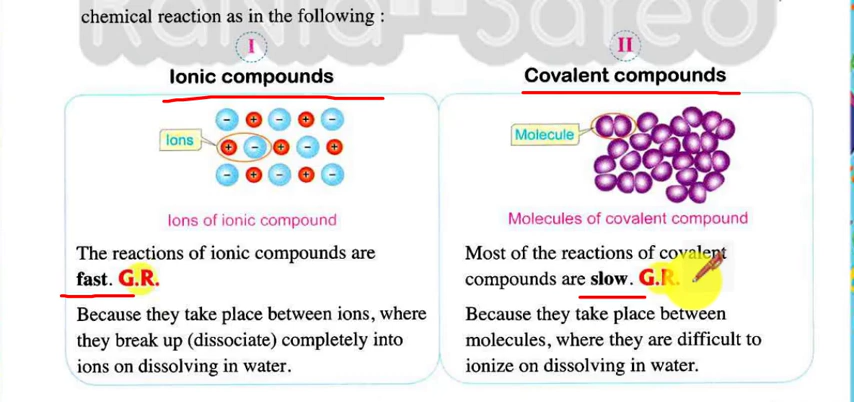 chemical reaction as in the following :
I
Ionic compounds
Ions
- + - + -
+ - + - +
- + - + -
Ions of ionic compound
The reactions of ionic compounds are
fast. G.R.
Because they take place between ions, where
they break up (dissociate) completely into
ions on dissolving in water.
II
Covalent compounds
Molecule
Molecules of covalent compound
Most of the reactions of covalent
compounds are slow. G.R.
Because they take place between
molecules, where they are difficult to
ionize on dissolving in water.